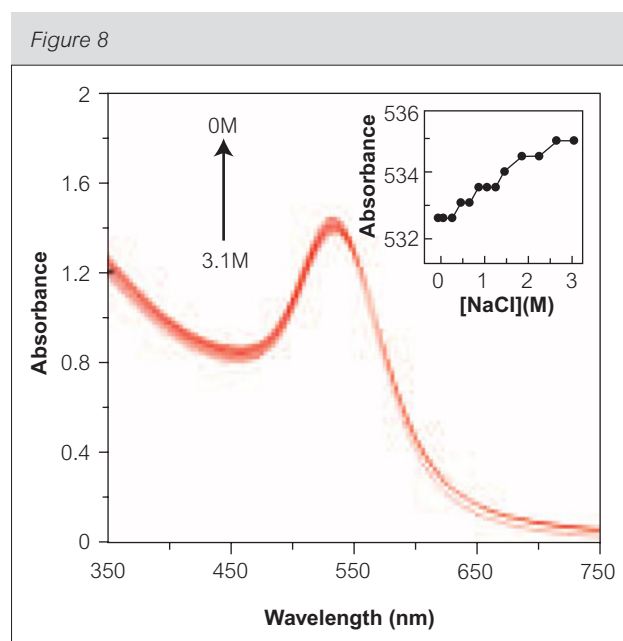 Figure 8
2
1.6
1.2
0.8
0.4
0
0M
3.1M
Absorbance
350
450
550
650
750
Wavelength (nm)
536
534
532
Absorbance
0
1
2
3
[NaCl](M)